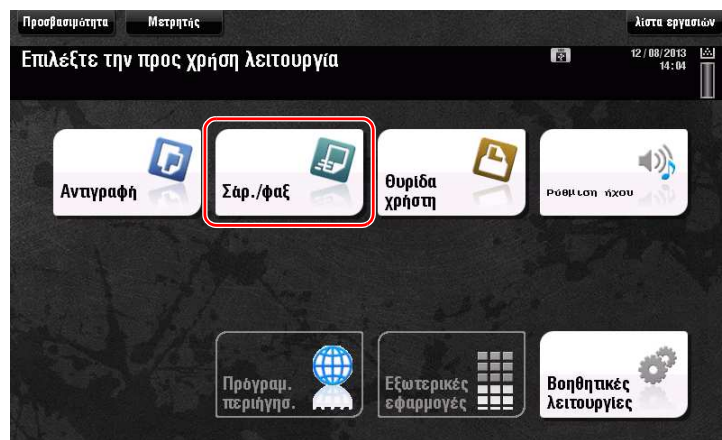 Προσβασιμότητα Μετρητής λίστα εργασιών
Επιλέξτε την προς χρήση λειτουργία
12/08/2013
14:04
Αντιγραφή
Σάρ./φαξ
Θυρίδα
χρήστη
Ρύθμιση ήχου
Πρόγραμ.
περιήγησ.
Εξωτερικές
εφαρμογές
Βοηθητικές
λειτουργίες